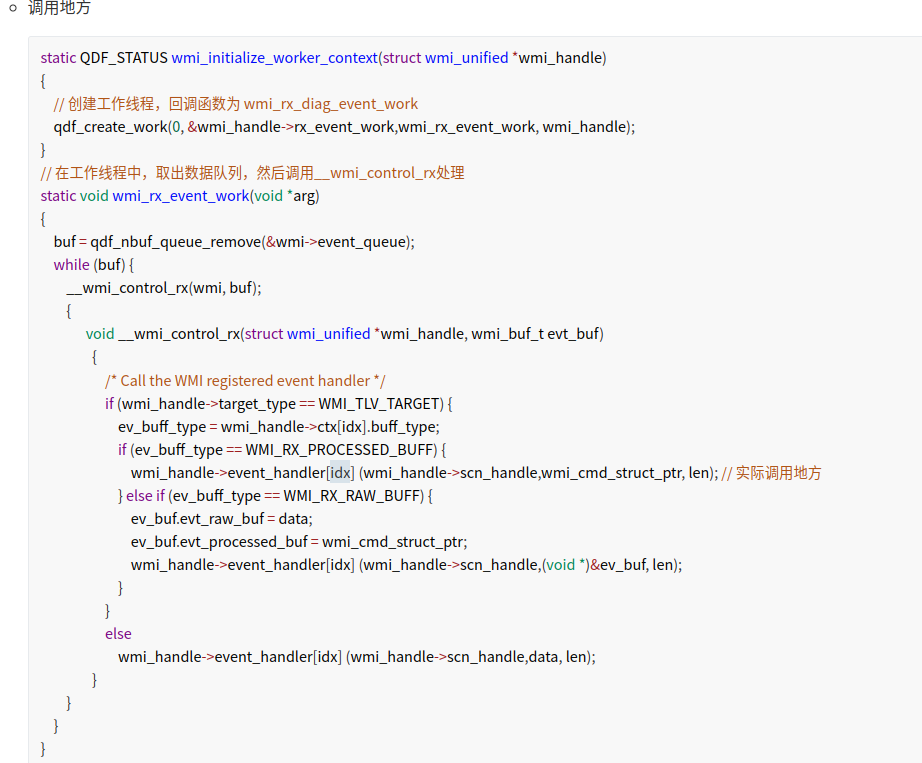 调用地方
static QDF_STATUS wmi_initialize_worker_context(struct wmi_unified *wmi_handle)
{
// 创建工作线程，回调函数为 wmi_rx_diag_event_work
qdf_create_work(0, &wmi_handle->rx_event_work,wmi_rx_event_work, wmi_handle);
}
// 在工作线程中，取出数据队列，然后调用__wmi_control_rx处理
static void wmi_rx_event_work(void *arg)
{
buf = qdf_nbuf_queue_remove(&wmi->event_queue);
while (buf) {
__wmi_control_rx(wmi, buf);
{
void __wmi_control_rx(struct wmi_unified *wmi_handle, wmi_buf_t evt_buf)
{
/* Call the WMI registered event handler */
if (wmi_handle->target_type == WMI_TLV_TARGET) {
ev_buff_type = wmi_handle->ctx[idx].buff_type;
if (ev_buff_type == WMI_RX_PROCESSED_BUFF) {
wmi_handle->event_handler[idx] (wmi_handle->scn_handle,wmi_cmd_struct_ptr, len); // 实际调用地方
} else if (ev_buff_type == WMI_RX_RAW_BUFF) {
ev_buf.evt_raw_buf = data;
ev_buf.evt_processed_buf = wmi_cmd_struct_ptr;
wmi_handle->event_handler[idx] (wmi_handle->scn_handle,(void *)&ev_buf, len);
}
}
else
wmi_handle->event_handler[idx] (wmi_handle->scn_handle,data, len);
}
}
}
}